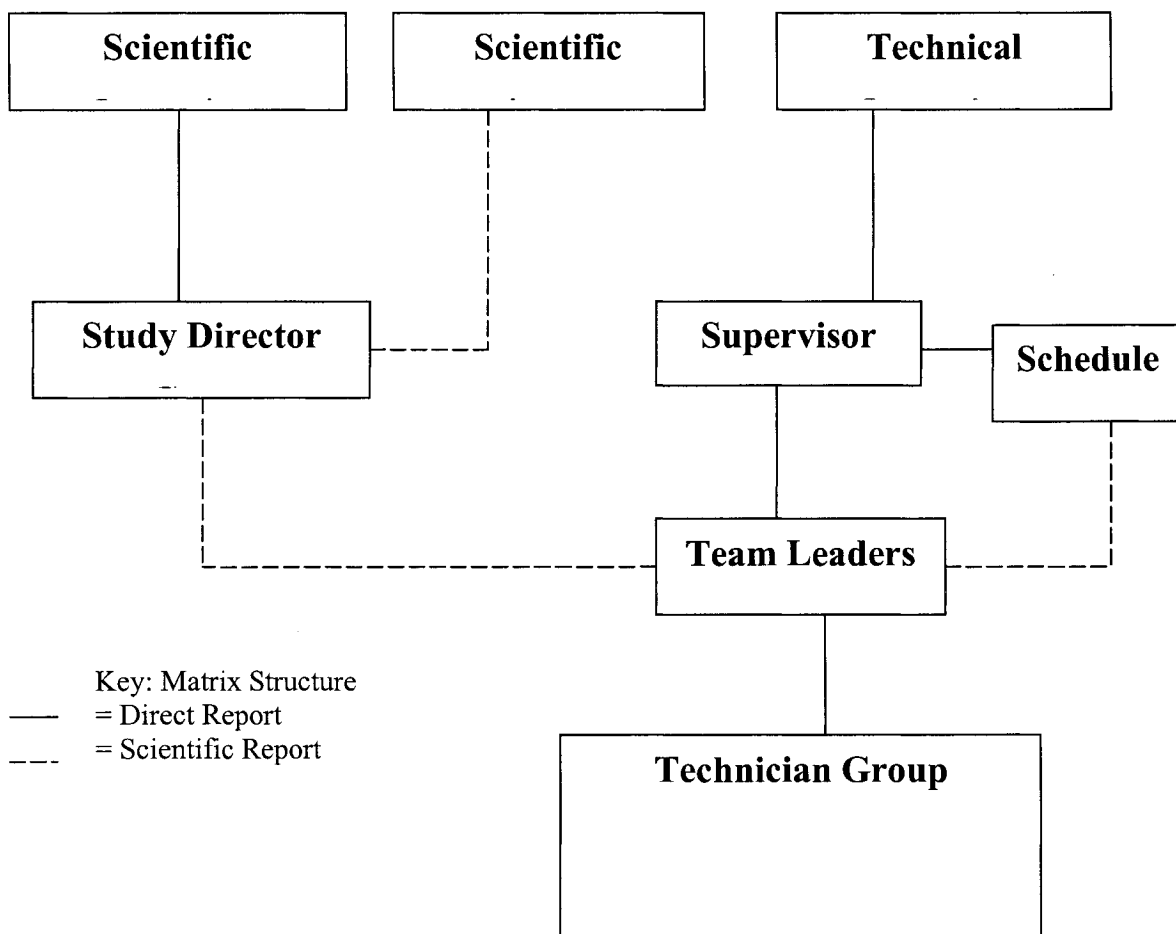 Scientific
Scientific
Technical
Study Director
Supervisor
Schedule
Team Leaders
Key: Matrix Structure
= Direct Report
= Scientific Report
Technician Group